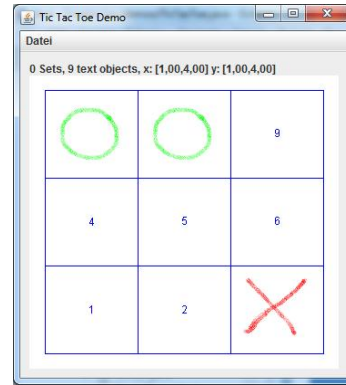 Tic Tac Toe Demo
Datei
0 Sets, 9 text objects, x: [1,00,4,00] y: [1,00,4,00]
9
4 5 6
1 2